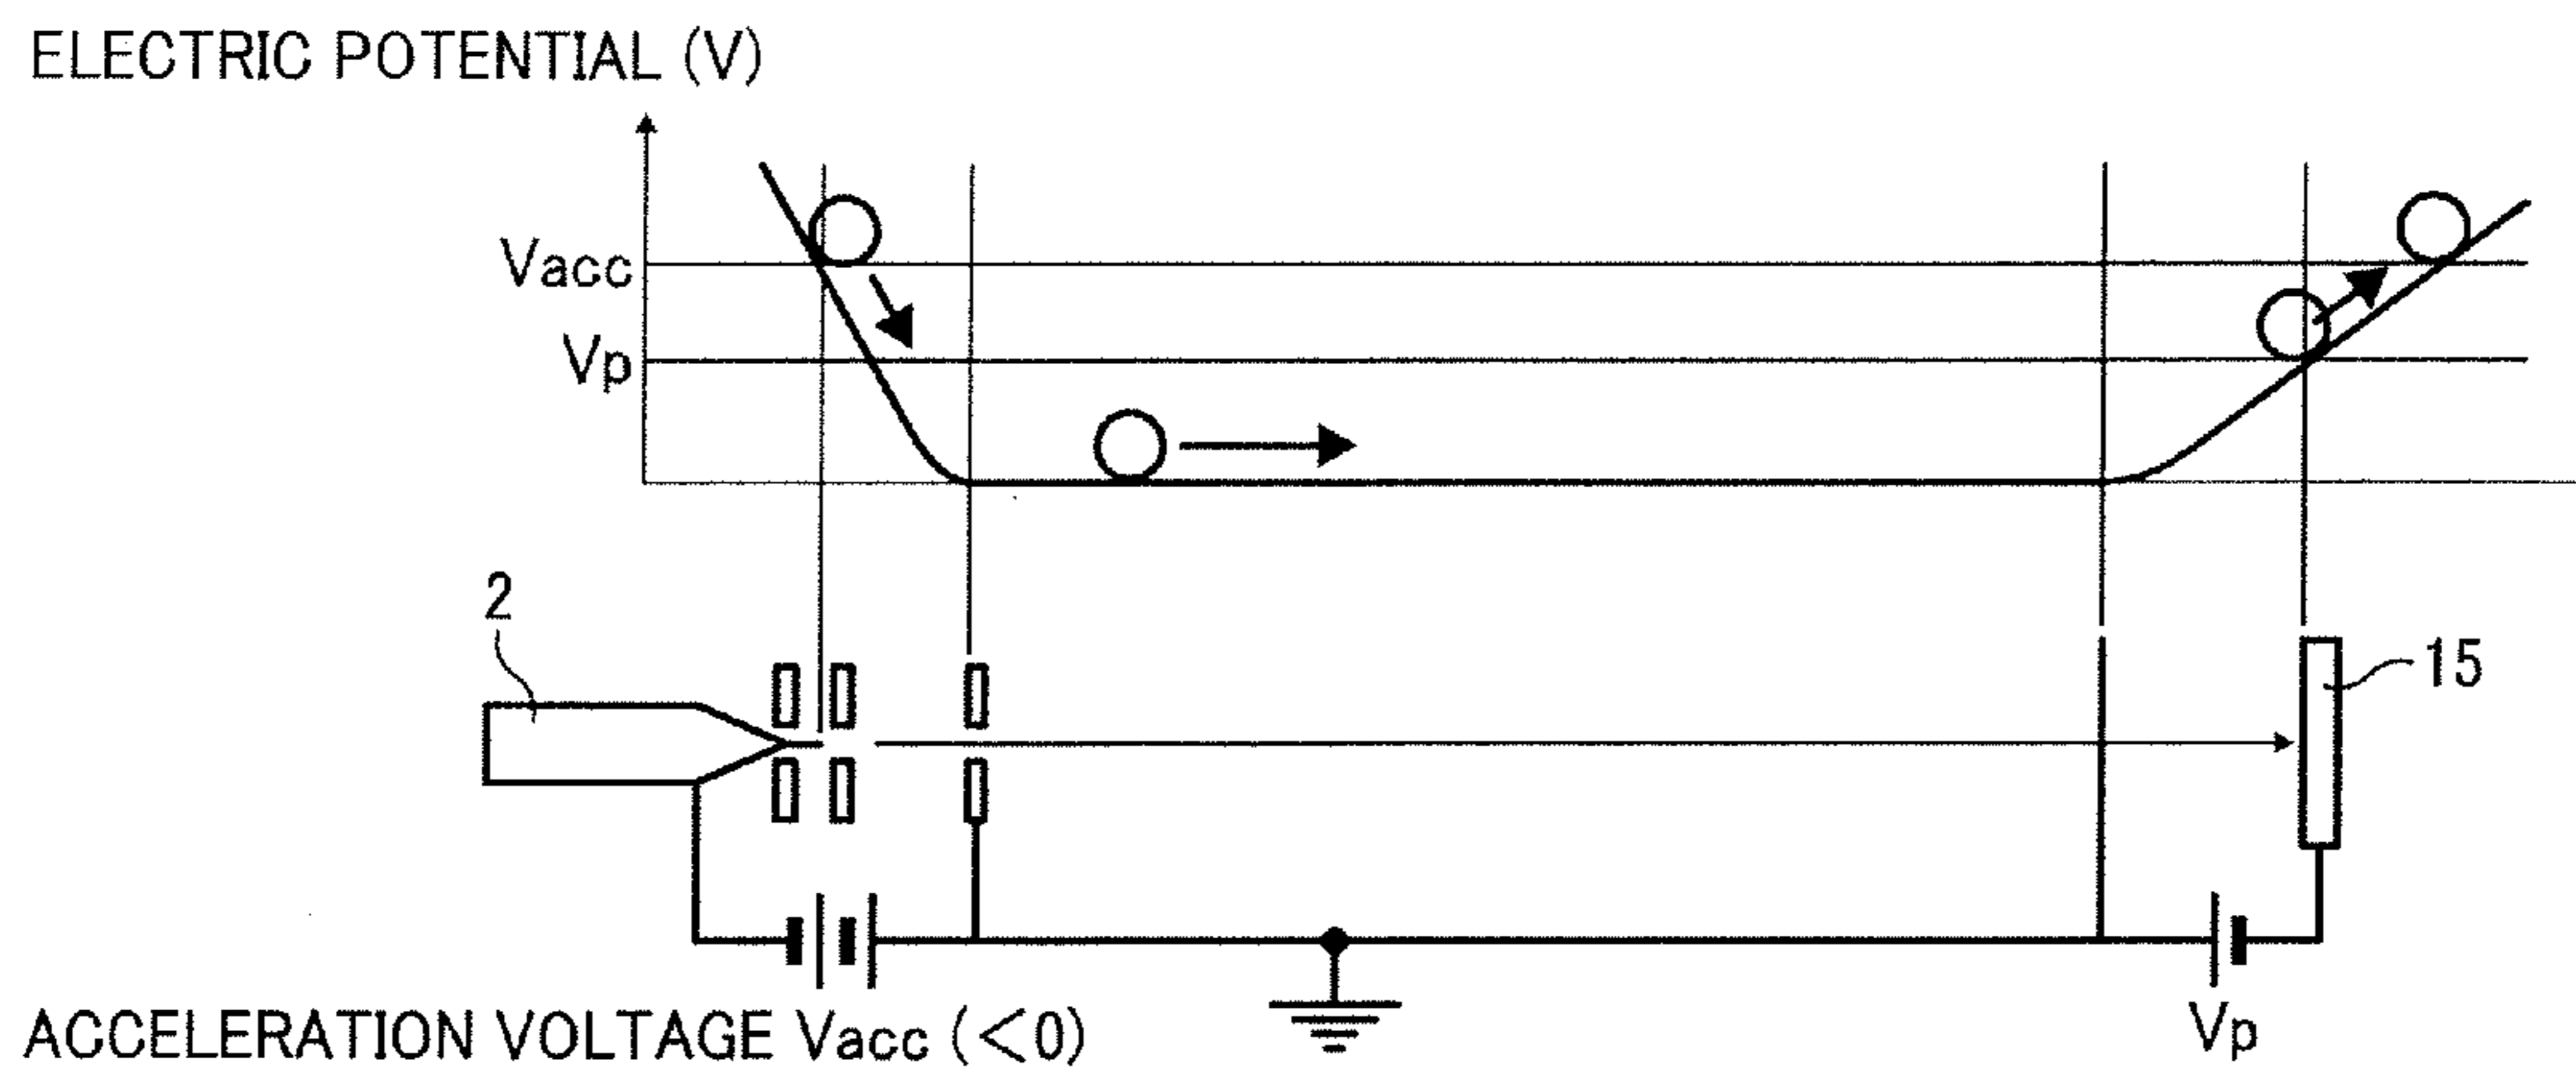 ELECTRIC POTENTIAL (V)
Vacc
Vp
2
15
ACCELERATION VOLTAGE Vacc (<0)
Vp